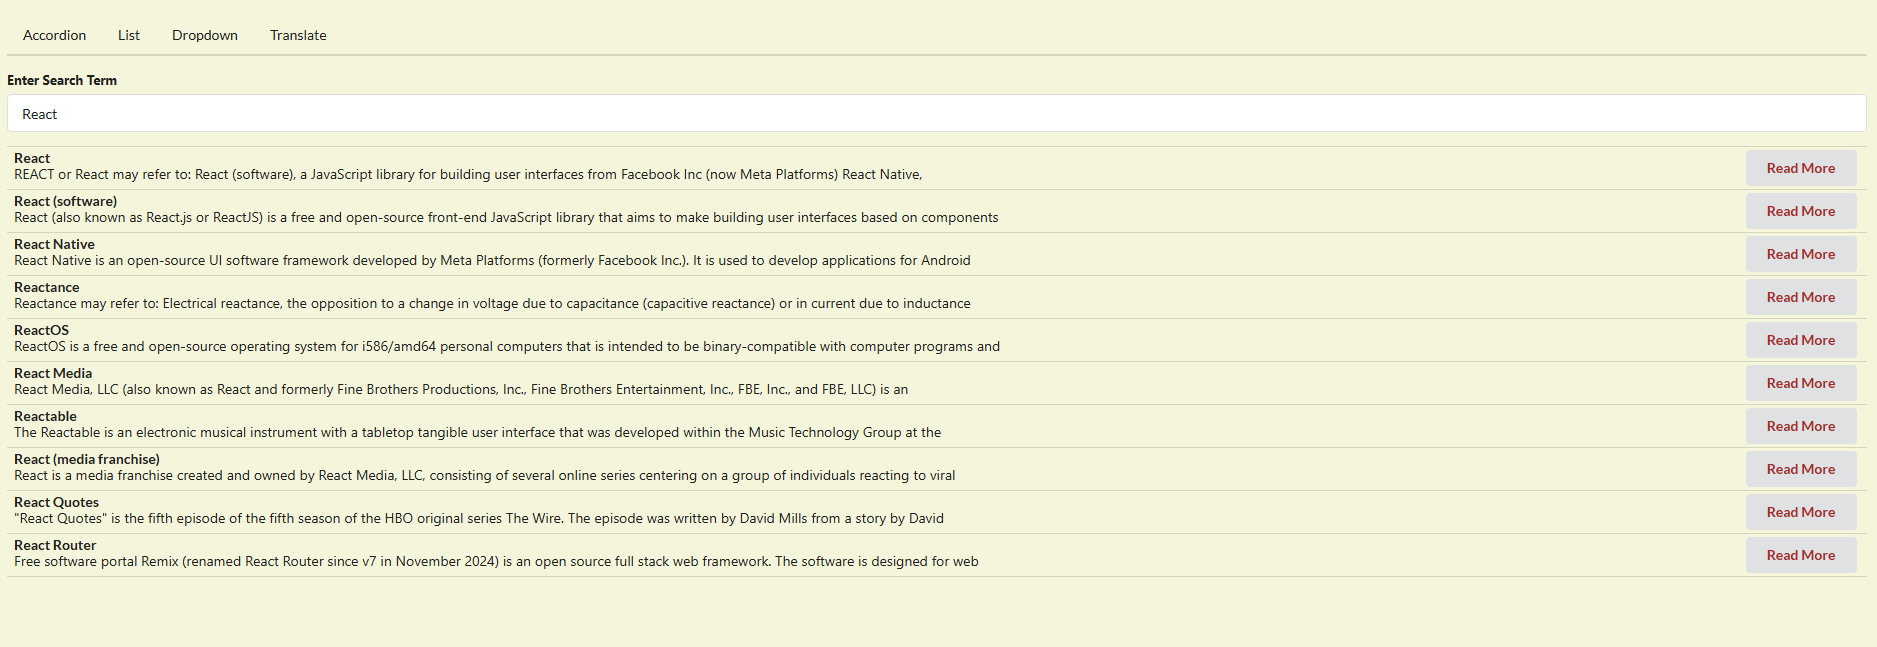 Accordion List Dropdown Translate
Enter Search Term
React
React
REACT or React may refer to: React (software), a JavaScript library for building user interfaces from Facebook Inc (now Meta Platforms) React Native,
Read More
React (software)
React (also known as React.js or ReactJS) is a free and open-source front-end JavaScript library that aims to make building user interfaces based on components
Read More
React Native
React Native is an open-source UI software framework developed by Meta Platforms (formerly Facebook Inc.). It is used to develop applications for Android
Read More
Reactance
Reactance may refer to: Electrical reactance, the opposition to a change in voltage due to capacitance (capacitive reactance) or in current due to inductance
Read More
ReactOS
ReactOS is a free and open-source operating system for i586/amd64 personal computers that is intended to be binary-compatible with computer programs and
Read More
React Media
React Media, LLC (also known as React and formerly Fine Brothers Productions, Inc., Fine Brothers Entertainment, Inc., FBE, Inc., and FBE, LLC) is an
Read More
Reactable
The Reactable is an electronic musical instrument with a tabletop tangible user interface that was developed within the Music Technology Group at the
Read More
React (media franchise)
React is a media franchise created and owned by React Media, LLC, consisting of several online series centering on a group of individuals reacting to viral
Read More
React Quotes
"React Quotes" is the fifth episode of the fifth season of the HBO original series The Wire. The episode was written by David Mills from a story by David
Read More
React Router
Free software portal Remix (renamed React Router since v7 in November 2024) is an open source full stack web framework. The software is designed for web
Read More